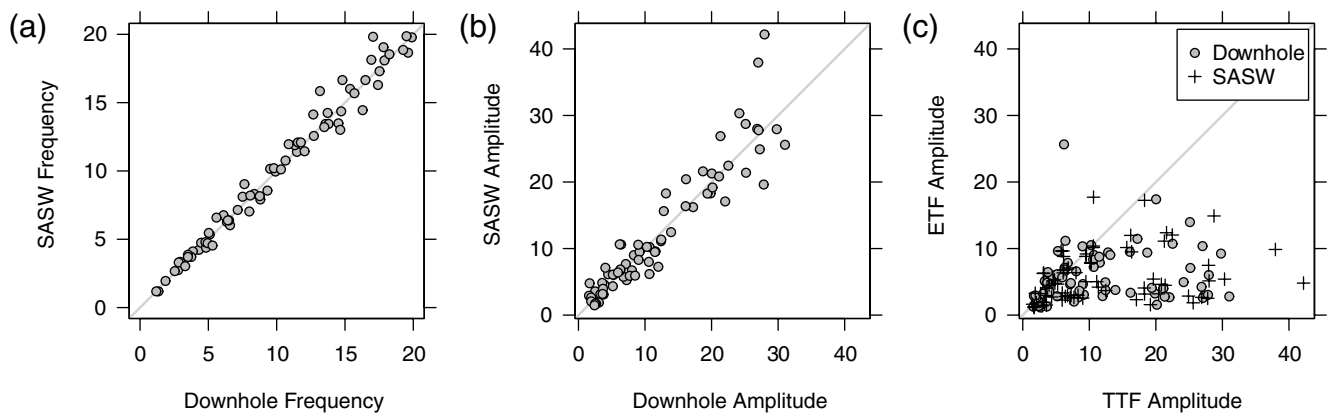 (a)
SASW Frequency
20
15
10
5
0
0 5 10 15 20
Downhole Frequency
(b)
SASW Amplitude
40
30
20
10
0
0 10 20 30 40
Downhole Amplitude
(c)
ETF Amplitude
40
30
20
10
0
0 10 20 30 40
TTF Amplitude
Downhole
SASW